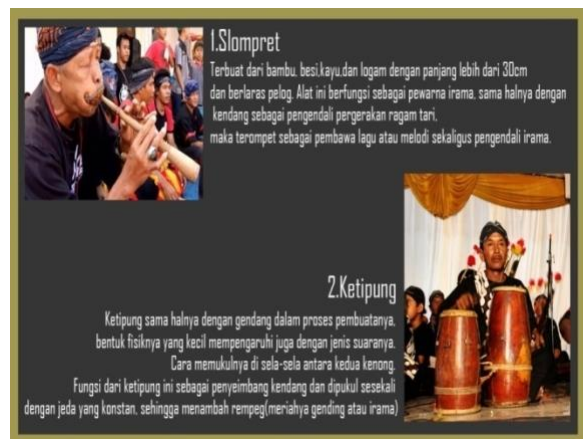 1.Slompret
Terbuat dari bambu, besi,kayu,dan logam dengan panjang lebih dari 30cm
dan berlaras pelog. Alat ini berfungsi sebagai pewarna irama, sama halnya dengan
kendang sebagai pengendali pergerakan ragam tari,
maka terompet sebagai pembawa lagu atau melodi sekaligus pengendali irama.
2.Ketipung
Ketipung sama halnya dengan gendang dalam proses pembuatanya,
bentuk fisiknya yang kecil mempengaruhi juga dengan jenis suaranya.
Cara memukulnya di sela-sela antara kedua kenong.
Fungsi dari ketipung ini sebagai penyeimbang kendang dan dipukul sesekali
dengan jeda yang konstan, sehingga menambah rempeg(meriahya gending atau irama)